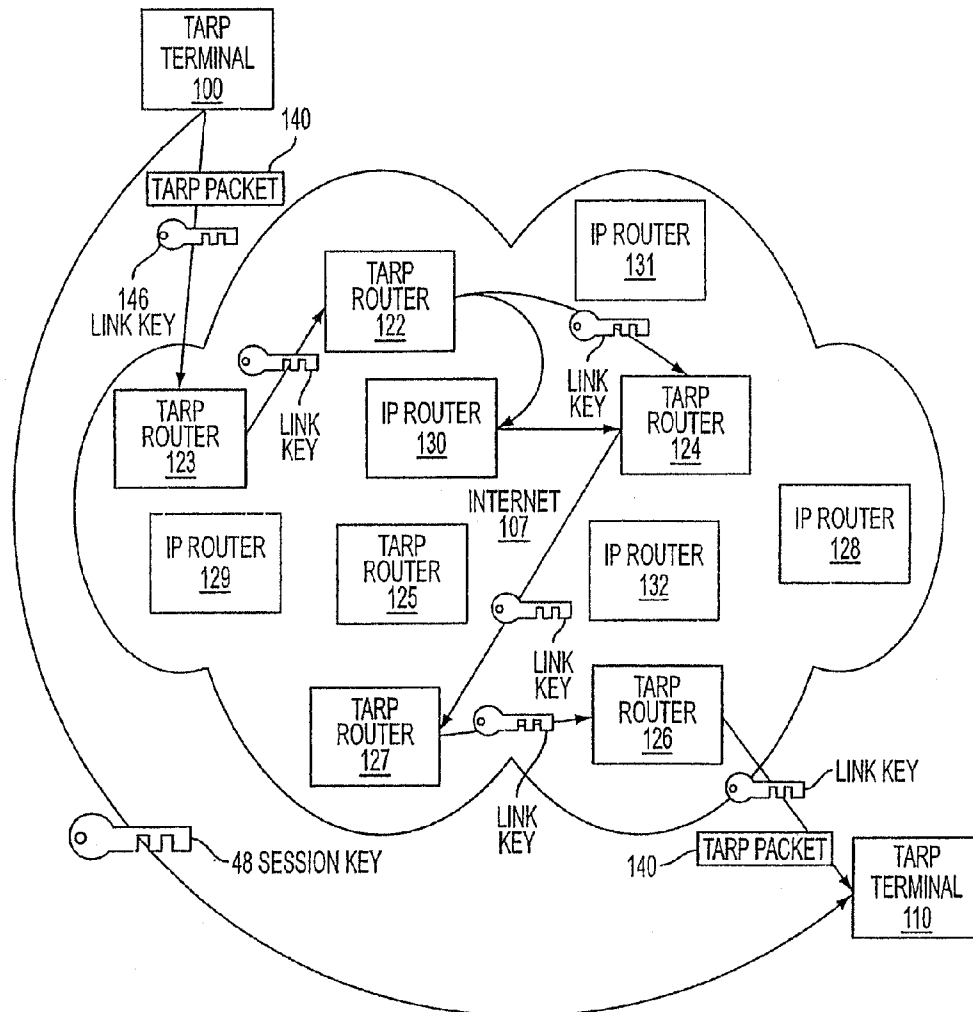 TARP
TERMINAL
100
140
TARP PACKET
146
LINK KEY
TARP
ROUTER
122
IP ROUTER
131
LINK
KEY
LINK
KEY
TARP
ROUTER
123
IP ROUTER
130
TARP
ROUTER
124
INTERNET
107
IP ROUTER
129
TARP
ROUTER
125
IP ROUTER
132
IP ROUTER
128
LINK
KEY
TARP
ROUTER
127
TARP
ROUTER
126
LINK
KEY
LINK KEY
48 SESSION KEY
140
TARP PACKET
TARP
TERMINAL
110